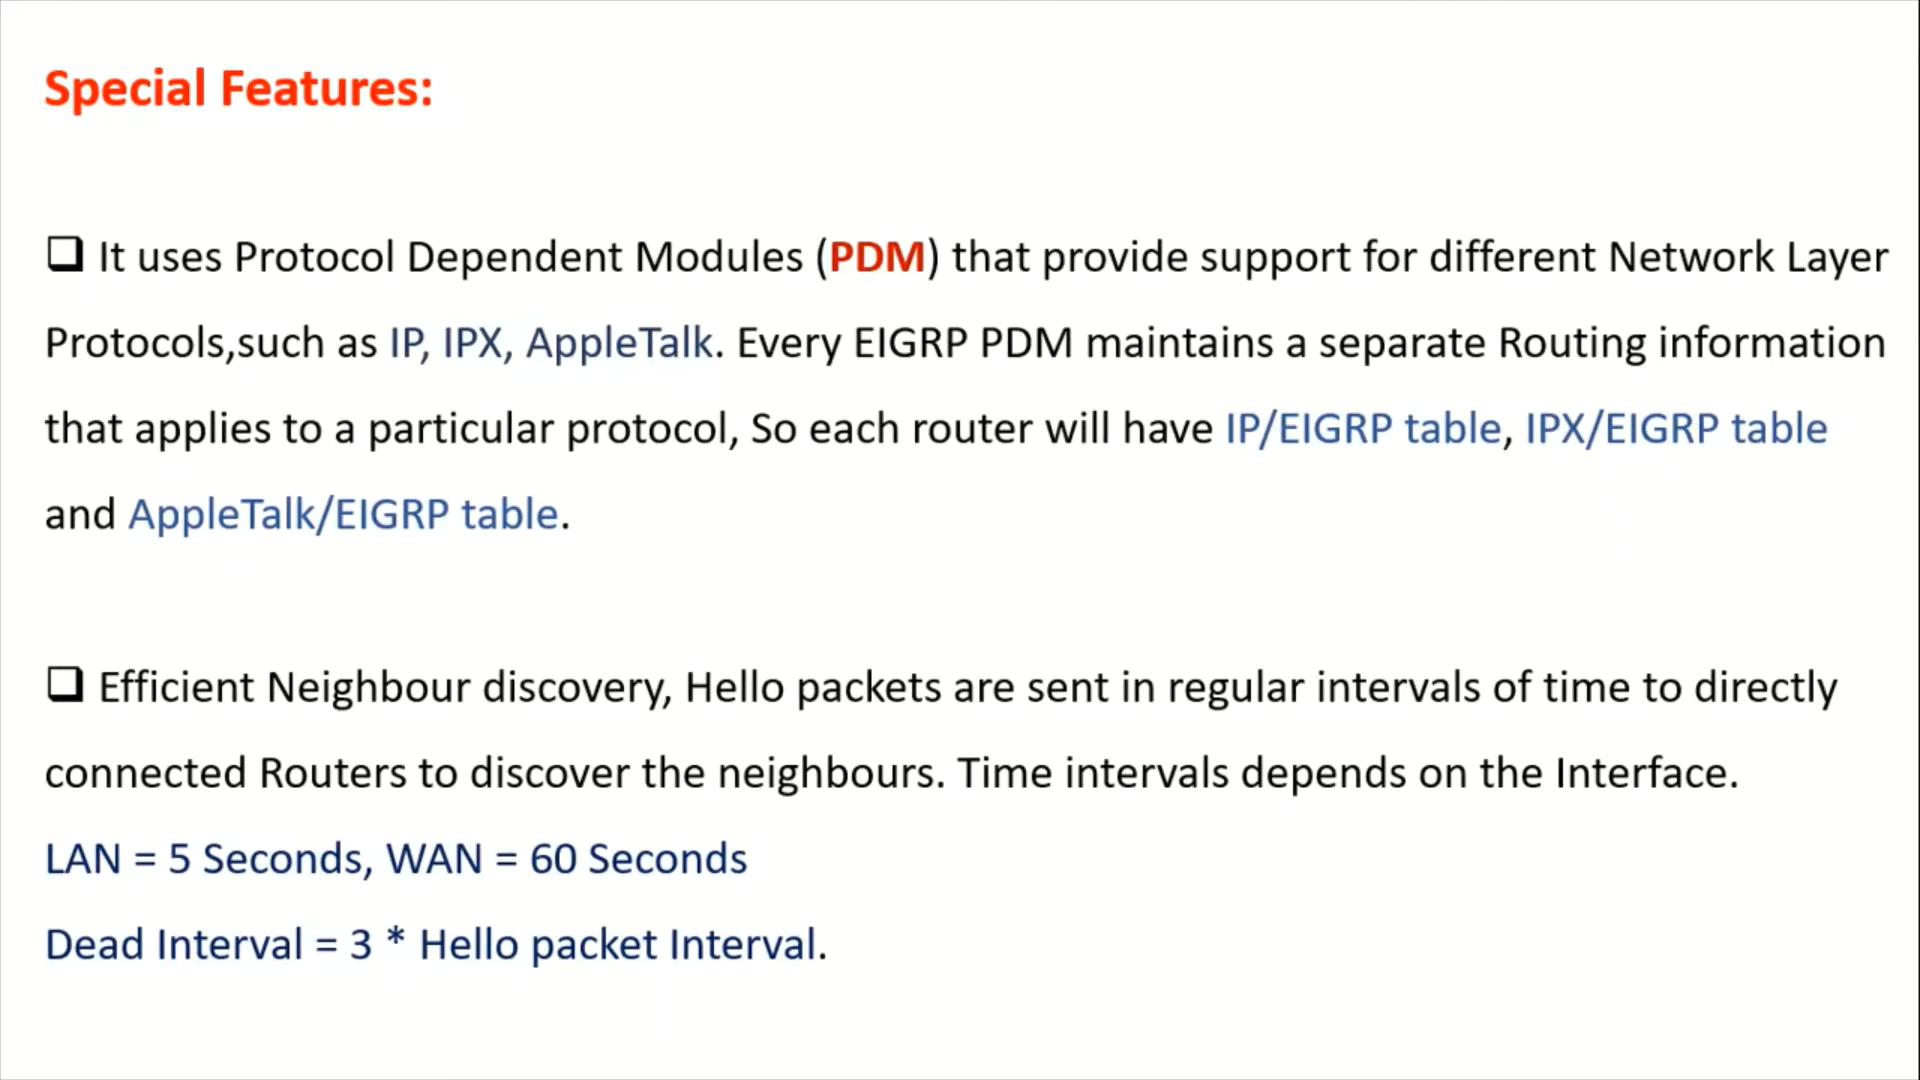 Special Features:
❑ It uses Protocol Dependent Modules (PDM) that provide support for different Network Layer
Protocols,such as IP, IPX, AppleTalk. Every EIGRP PDM maintains a separate Routing information
that applies to a particular protocol, So each router will have IP/EIGRP table, IPX/EIGRP table
and AppleTalk/EIGRP table.
❑ Efficient Neighbour discovery, Hello packets are sent in regular intervals of time to directly
connected Routers to discover the neighbours. Time intervals depends on the Interface.
LAN = 5 Seconds, WAN = 60 Seconds
Dead Interval = 3 * Hello packet Interval.